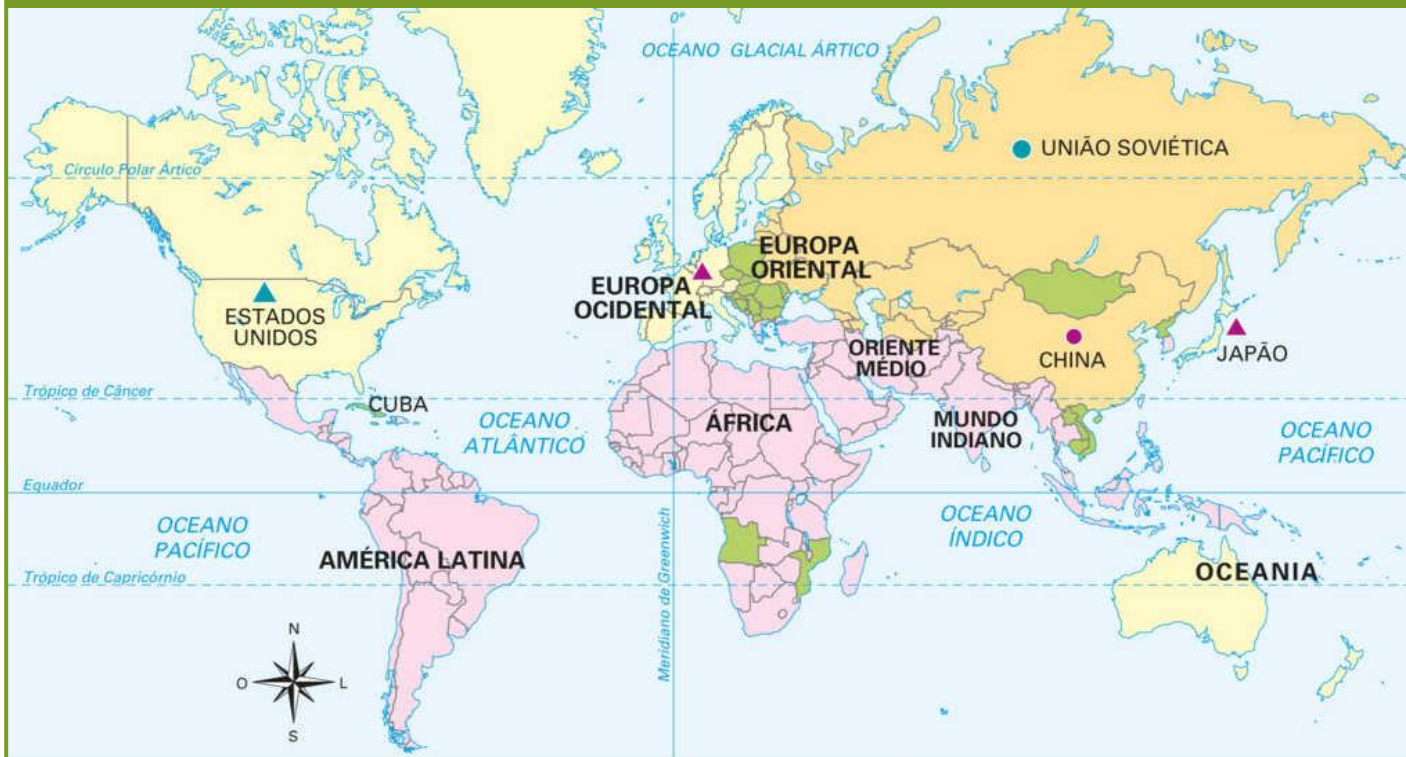 0°
OCEANO GLACIAL ÁRTICO
UNIÃO SOVIÉTICA
Círculo Polar Ártico
EUROPA
ORIENTAL
EUROPA
OCIDENTAL
ESTADOS
UNIDOS
ORIENTE
MÉDIO
CHINA
JAPÃO
Trópico de Câncer
CUBA
OCEANO
ATLÂNTICO
ÁFRICA
MUNDO
INDIANO
OCEANO
PACÍFICO
Equador
OCEANO
PACÍFICO
OCEANO
ÍNDICO
AMÉRICA LATINA
Trópico de Capricórnio
Meridiano de Greenwich
OCEANIA
N
O
L
S